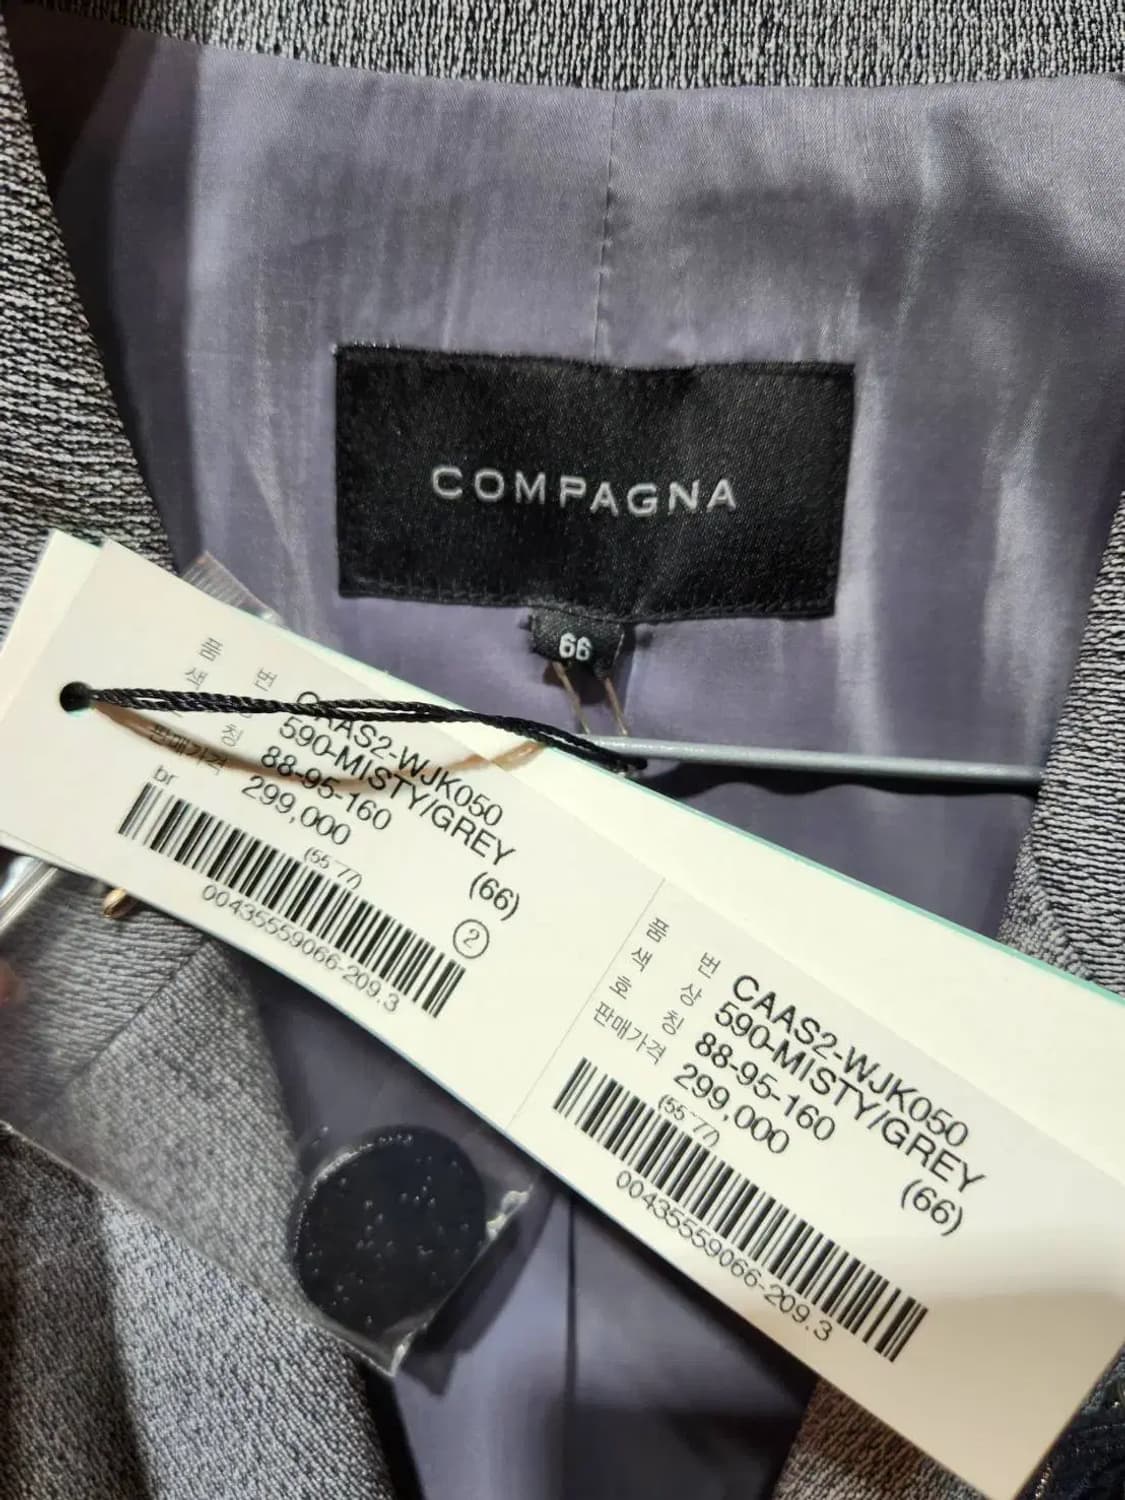 COMPAGNA
66
품 번 CAAS2-WJK050
색 상 590-MISTY/GREY
호 칭 88-95-160 (66)
판매가격 299,000
(55~77)
br
②
00435559066-209.3
품 번 CAAS2-WJK050
색 상 590-MISTY/GREY
호 칭 88-95-160 (66)
판매가격 299,000
(55~77)
00435559066-209.3